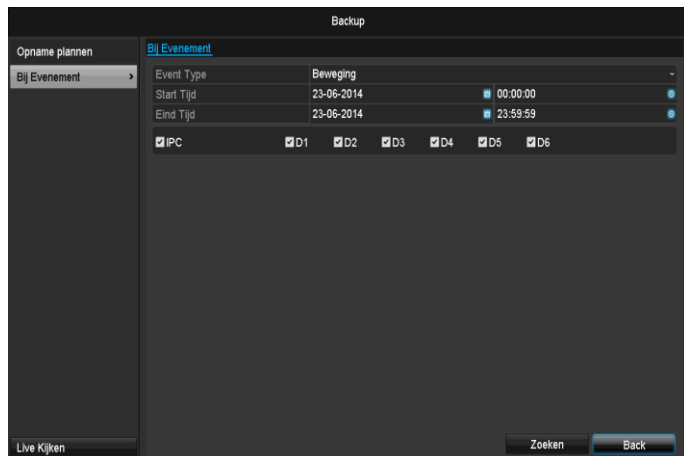 Backup
Opname plannen
Bij Evenement
Bij Evenement
Event Type Beweging
Start Tijd 23-06-2014 00:00:00
Eind Tijd 23-06-2014 23:59:59
IPC D1 D2 D3 D4 D5 D6
Live Kijken
Zoeken Back